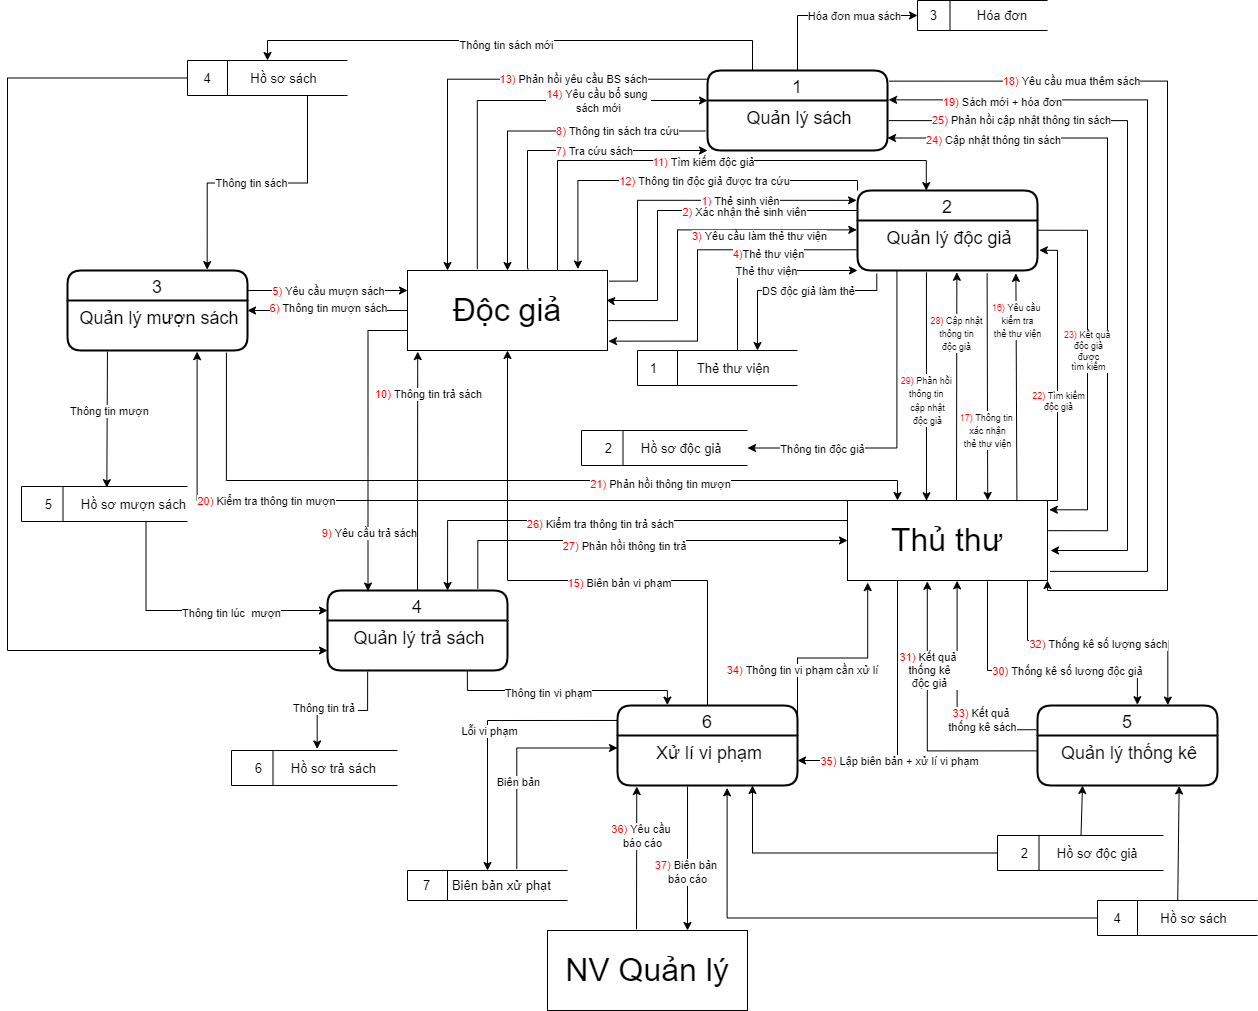 Hóa đơn mua sách
3
Hóa đơn
Thông tin sách mới
4
Hồ sơ sách
13) Phản hồi yêu cầu BS sách
14) Yêu cầu bổ sung
sách mới
8) Thông tin sách tra cứu
7) Tra cứu sách
1
Quản lý sách
18) Yêu cầu mua thêm sách
19) Sách mới + hóa đơn
25) Phản hồi cập nhật thông tin sách
24) Cập nhật thông tin sách
11) Tìm kiếm độc giả
12) Thông tin độc giả được tra cứu
Thông tin sách
1) Thẻ sinh viên
2) Xác nhận thẻ sinh viên
3) Yêu cầu làm thẻ thư viện
4)Thẻ thư viện
Thẻ thư viện
DS độc giả làm thẻ
2
Quản lý độc giả
3
Quản lý mượn sách
5) Yêu cầu mượn sách
6) Thông tin mượn sách
Độc giả
1
Thẻ thư viện
28) Cập nhật
thông tin
độc giả
16) Yêu cầu
kiểm tra
thẻ thư viện
23) Kết quả
độc giả
được
tìm kiếm
29) Phản hồi
thông tin
cập nhật
độc giả
17) Thông tin
xác nhận
thẻ thư viện
22) Tìm kiếm
độc giả
10) Thông tin trả sách
Thông tin mượn
2
Hồ sơ độc giả
Thông tin độc giả
21) Phản hồi thông tin mượn
5
Hồ sơ mượn sách
20) Kiểm tra thông tin mượn
26) Kiểm tra thông tin trả sách
9) Yêu cầu trả sách
27) Phản hồi thông tin trả
Thủ thư
15) Biên bản vi phạm
4
Quản lý trả sách
Thông tin lúc  mượn
32) Thống kê số lượng sách
31) Kết quả
thống kê
độc giả
34) Thông tin vi phạm cần xử lí
30) Thống kê số lương độc giả
Thông tin vi phạm
Thông tin trả
33) Kết quả
thống kê sách
Lỗi vi phạm
6
Xử lí vi phạm
5
Quản lý thống kê
35) Lập biên bản + xử lí vi phạm
6
Hồ sơ trả sách
Biên bản
36) Yêu cầu
báo cáo
37) Biên bản
báo cáo
2
Hồ sơ độc giả
7
Biên bản xử phạt
4
Hồ sơ sách
NV Quản lý